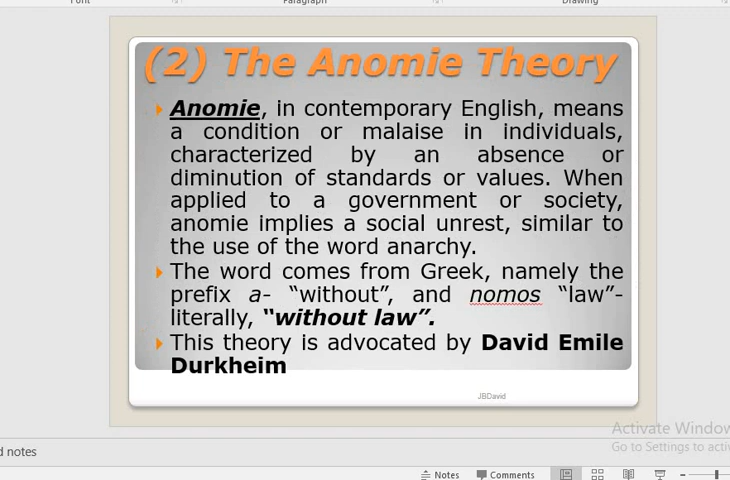 Font Paragraph Drawing
(2) The Anomie Theory
Anomie, in contemporary English, means
a condition or malaise in individuals,
characterized by an absence or
diminution of standards or values. When
applied to a government or society,
anomie implies a social unrest, similar to
the use of the word anarchy.
The word comes from Greek, namely the
prefix a- “without”, and nomos “law”-
literally, “without law”.
This theory is advocated by David Emile
Durkheim
JBDavid
Activate Window
Go to Settings to activ
d notes
Notes Comments